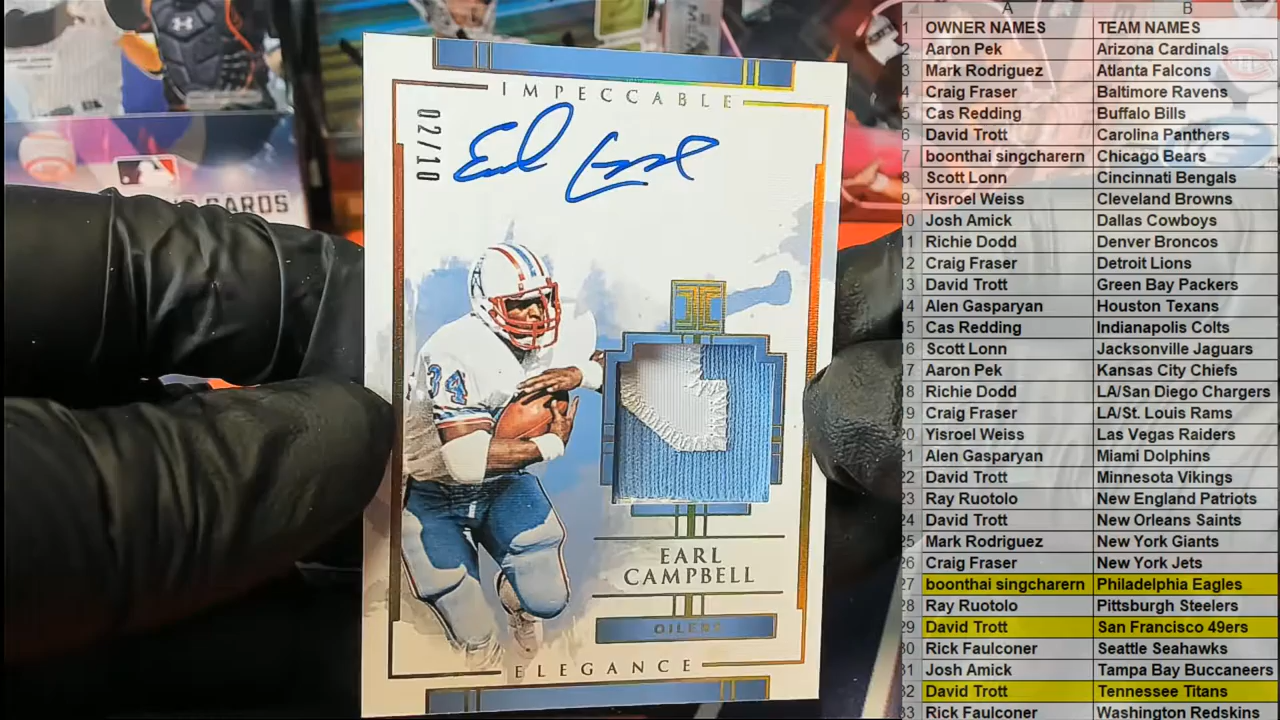 IMPECCABLE
02/10
Earl Campbell
34
EARL
CAMPBELL
OILERS
ELEGANCE
CARDS
A B
1 OWNER NAMES TEAM NAMES
2 Aaron Pek Arizona Cardinals
3 Mark Rodriguez Atlanta Falcons
4 Craig Fraser Baltimore Ravens
5 Cas Redding Buffalo Bills
6 David Trott Carolina Panthers
7 boonthai singcharern Chicago Bears
8 Scott Lonn Cincinnati Bengals
9 Yisroel Weiss Cleveland Browns
10 Josh Amick Dallas Cowboys
11 Richie Dodd Denver Broncos
12 Craig Fraser Detroit Lions
13 David Trott Green Bay Packers
14 Alen Gasparyan Houston Texans
15 Cas Redding Indianapolis Colts
16 Scott Lonn Jacksonville Jaguars
17 Aaron Pek Kansas City Chiefs
18 Richie Dodd LA/San Diego Chargers
19 Craig Fraser LA/St. Louis Rams
20 Yisroel Weiss Las Vegas Raiders
21 Alen Gasparyan Miami Dolphins
22 David Trott Minnesota Vikings
23 Ray Ruotolo New England Patriots
24 David Trott New Orleans Saints
25 Mark Rodriguez New York Giants
26 Craig Fraser New York Jets
27 boonthai singcharern Philadelphia Eagles
28 Ray Ruotolo Pittsburgh Steelers
29 David Trott San Francisco 49ers
30 Rick Faulconer Seattle Seahawks
31 Josh Amick Tampa Bay Buccaneers
32 David Trott Tennessee Titans
33 Rick Faulconer Washington Redskins